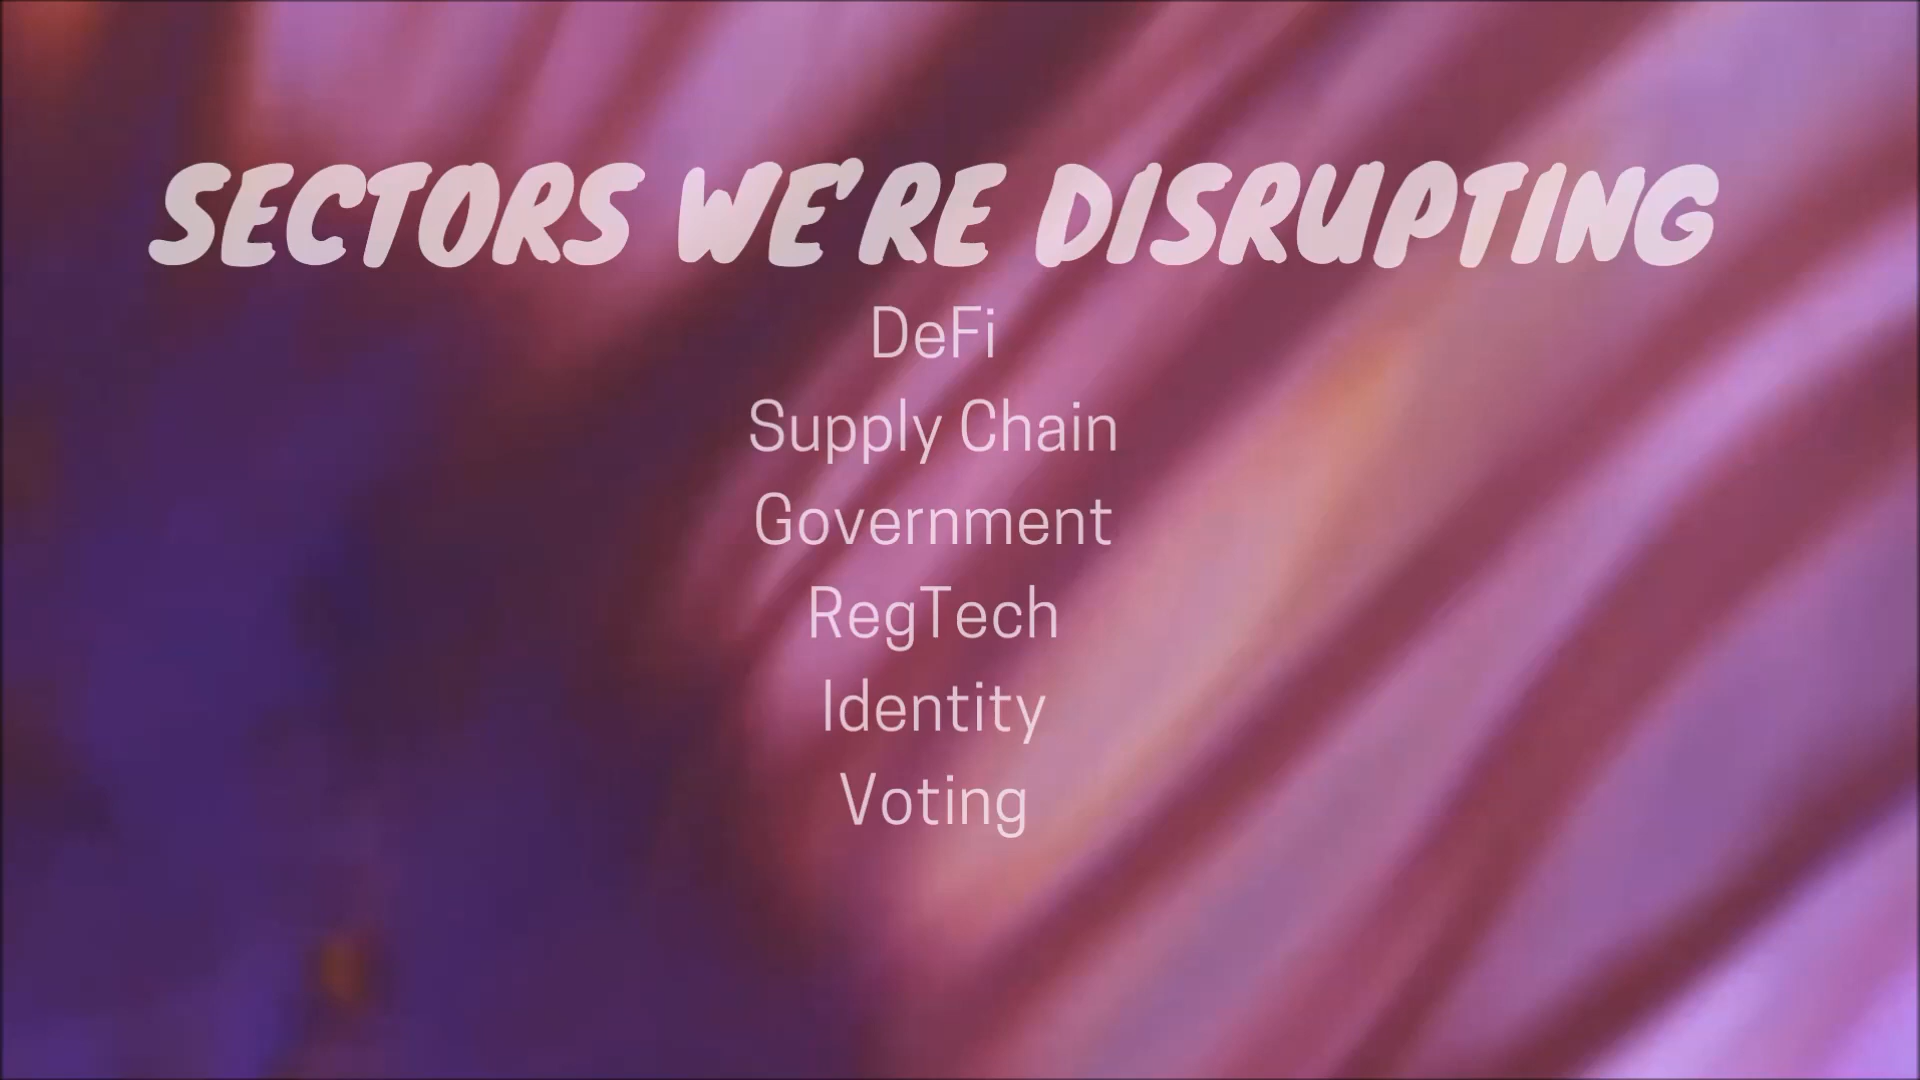 SECTORS WE'RE DISRUPTING
DeFi
Supply Chain
Government
RegTech
Identity
Voting